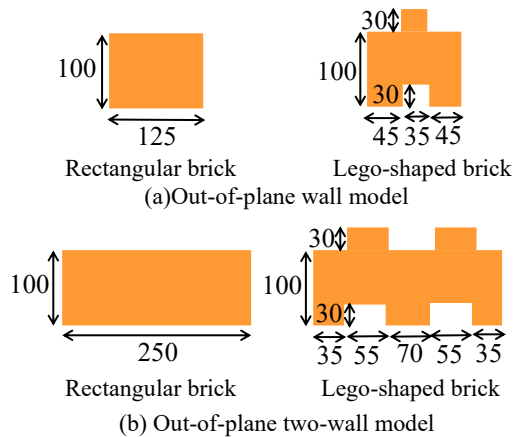 30
100
100
30
125
45 35 45
Rectangular brick
Lego-shaped brick
(a)Out-of-plane wall model
30
100
100
30
250
35 55 70 55 35
Rectangular brick
Lego-shaped brick
(b) Out-of-plane two-wall model